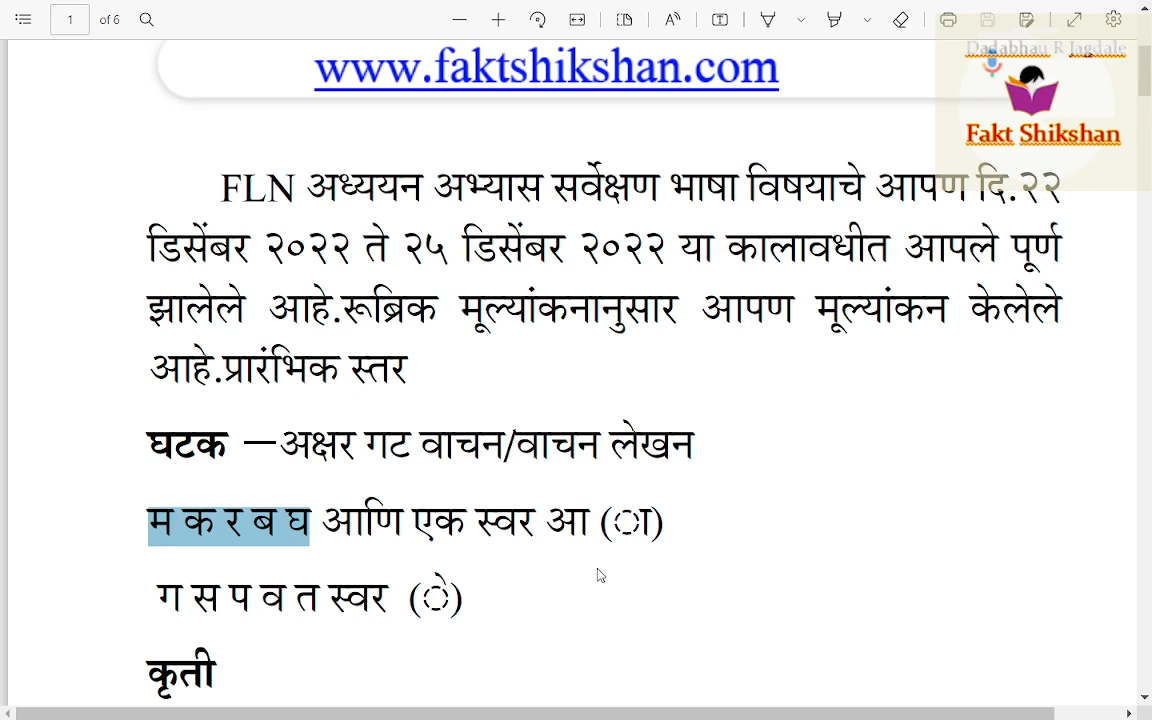 1 of 6
Dadabhau R Jagdale
www.faktshikshan.com
Fakt Shikshan
FLN अध्ययन अभ्यास सर्वेक्षण भाषा विषयाचे आपण दि.२२
डिसेंबर २०२२ ते २५ डिसेंबर २०२२ या कालावधीत आपले पूर्ण
झालेले आहे.रूब्रिक मूल्यांकनानुसार आपण मूल्यांकन केलेले
आहे.प्रारंभिक स्तर
घटक –अक्षर गट वाचन/वाचन लेखन
म क र ब घ आणि एक स्वर आ (ा)
ग स प व त स्वर (े)
कृती